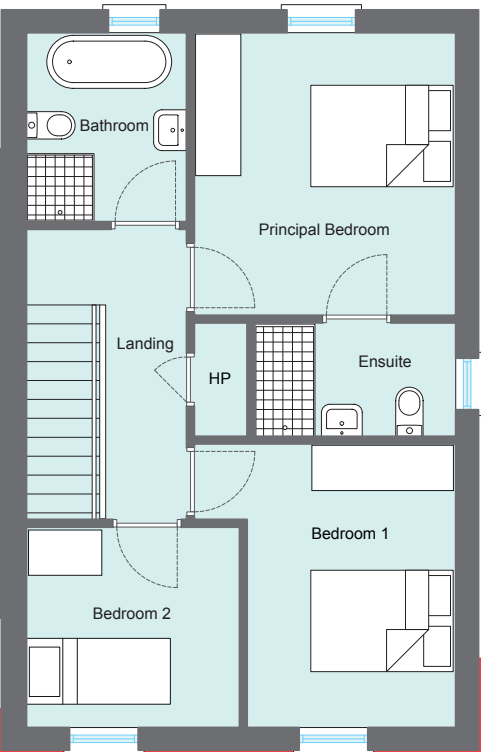 Bathroom
Principal Bedroom
Landing
HP
Ensuite
Bedroom 1
Bedroom 2